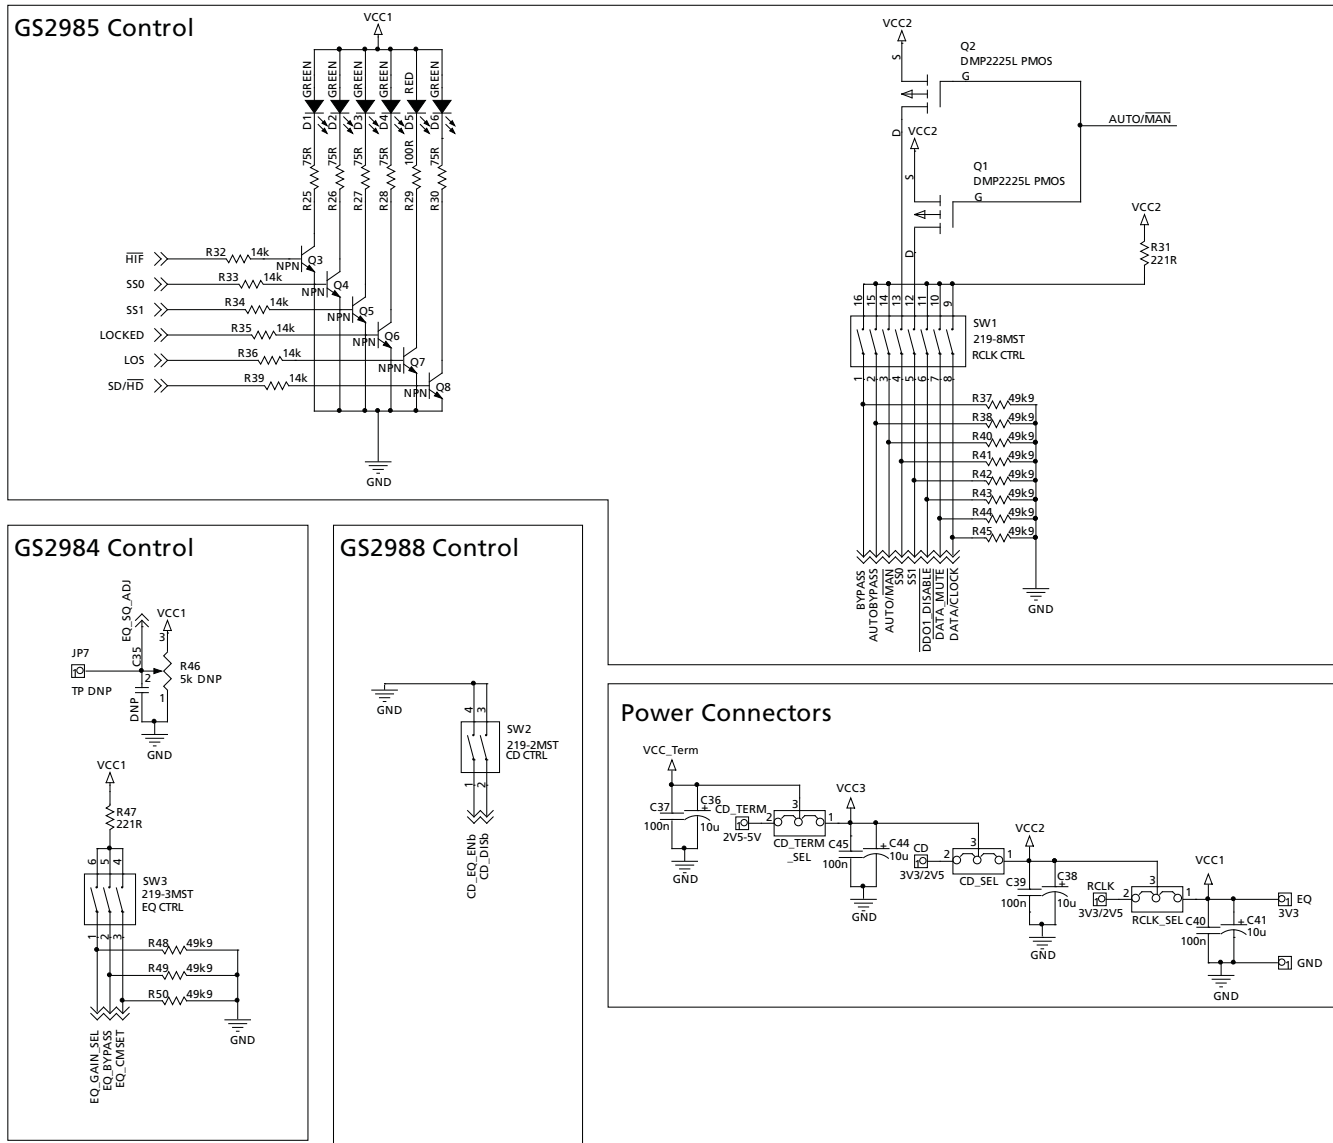 GS2985 Control
VCC1
GREEN
GREEN
GREEN
GREEN
RED
GREEN
D1
D2
D3
D4
D5
D6
75R
75R
75R
75R
100R
75R
R25
R26
R27
R28
R29
R30
HIF
R32
14k
NPN
Q3
SS0
R33
14k
NPN
Q4
SS1
R34
14k
NPN
Q5
LOCKED
R35
14k
NPN
Q6
LOS
R36
14k
NPN
Q7
SD/HD
R39
14k
Q8
GND
VCC2
S
Q2
DMP2225L PMOS
G
D
AUTO/MAN
VCC2
S
Q1
DMP2225L PMOS
G
D
VCC2
R31
221R
16
15
14
13
12
11
10
9
SW1
219-8MST
RCLK CTRL
1
2
3
4
5
6
7
8
R37 49k9
R38 49k9
R40 49k9
R41 49k9
R42 49k9
R43 49k9
R44 49k9
R45 49k9
GND
BYPASS
AUTOBYPASS
AUTO/MAN
SS0
SS1
DDO1_DISABLE
DATA_MUTE
DATA/CLOCK
GS2984 Control
EQ_SQ_ADJ
VCC1
3
JP7
1
TP DNP
C35
2
R46
5k DNP
1
DNP
GND
VCC1
R47
221R
6
5
4
SW3
219-3MST
EQ CTRL
1
2
3
R48 49k9
R49 49k9
R50 49k9
GND
EQ_GAIN_SEL
EQ_BYPASS
EQ_CMSET
GS2988 Control
GND
4
3
SW2
219-2MST
CD CTRL
1
2
CD_EQ_ENb
CD_DISb
Power Connectors
VCC_Term
C37
100n
C36
+
10u
GND
CD_TERM
1
2V5-5V
2
3
1
CD_TERM
_SEL
VCC3
C45
100n
+
C44
10u
GND
CD
1
3V3/2V5
2
3
1
CD_SEL
VCC2
C39
100n
C38
+
10u
GND
RCLK
1
3V3/2V5
2
3
1
RCLK_SEL
VCC1
C40
100n
+
C41
10u
GND
1
EQ
3V3
1
GND